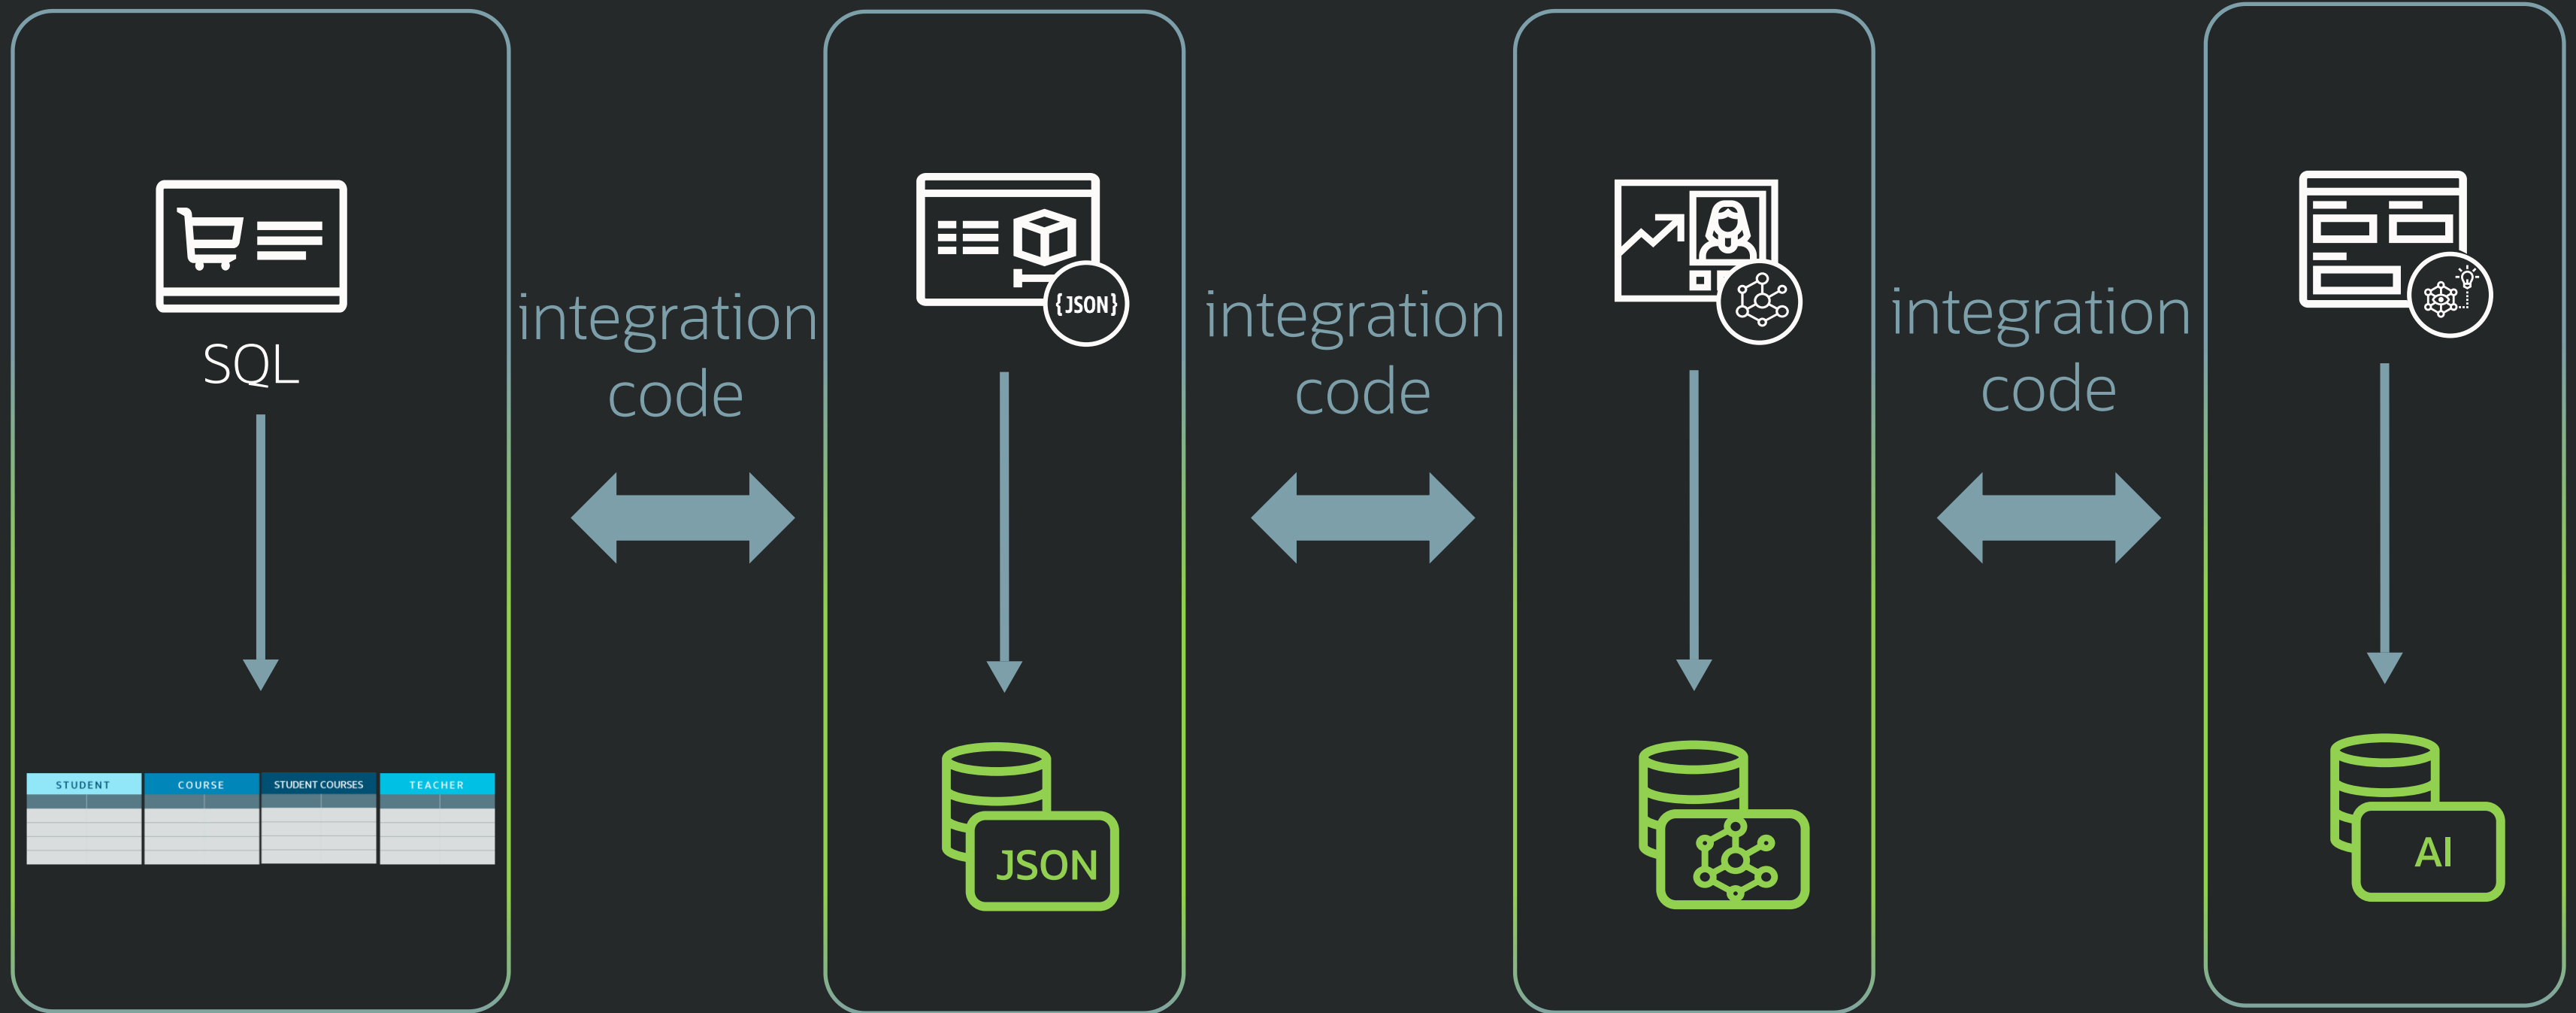 SQL
STUDENT
COURSE
STUDENT COURSES
TEACHER
integration
code
{JSON}
JSON
integration
code
integration
code
AI